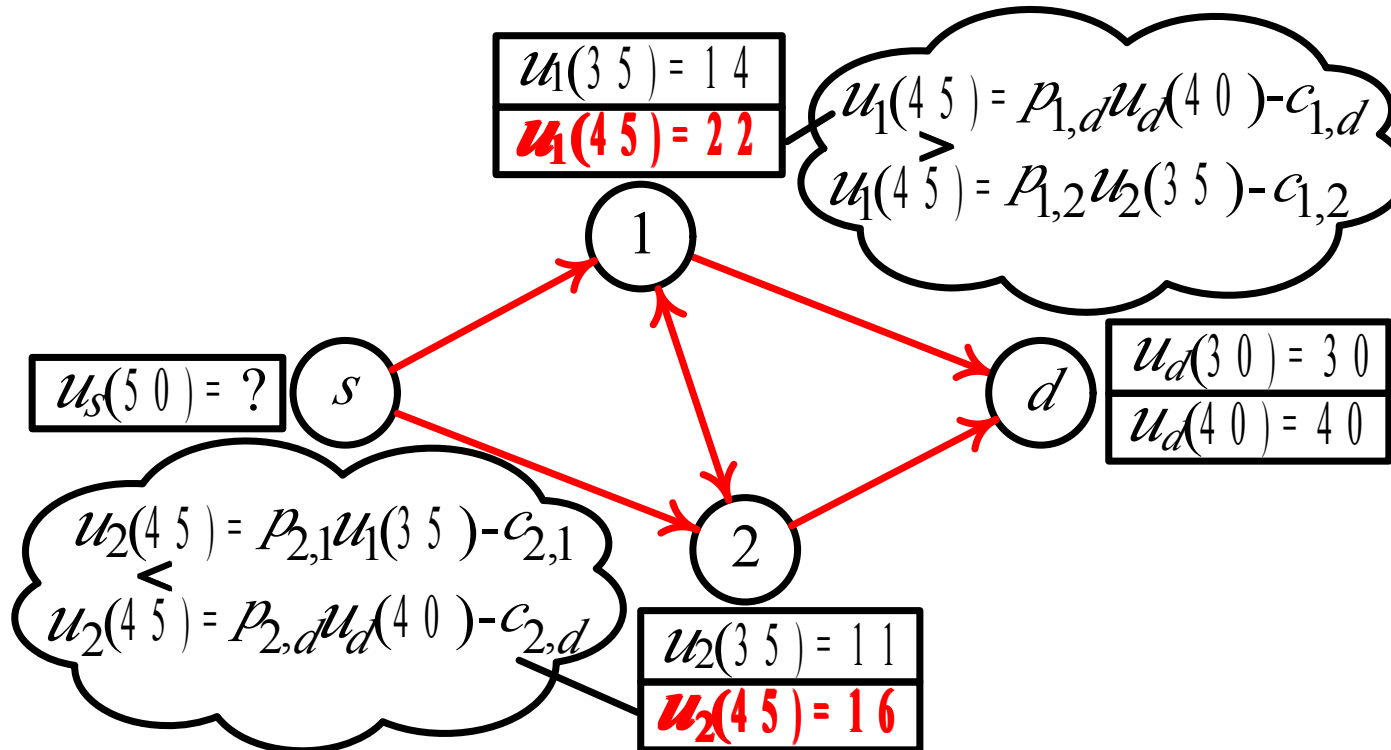 u1(35) = 14
u1(45) = 22
u1(45) = p1,dud(40)-c1,d
>
u1(45) = p1,2u2(35)-c1,2
1
us(50) = ?
s
d
ud(30) = 30
ud(40) = 40
u2(45) = p2,1u1(35)-c2,1
<
u2(45) = p2,dud(40)-c2,d
2
u2(35) = 11
u2(45) = 16